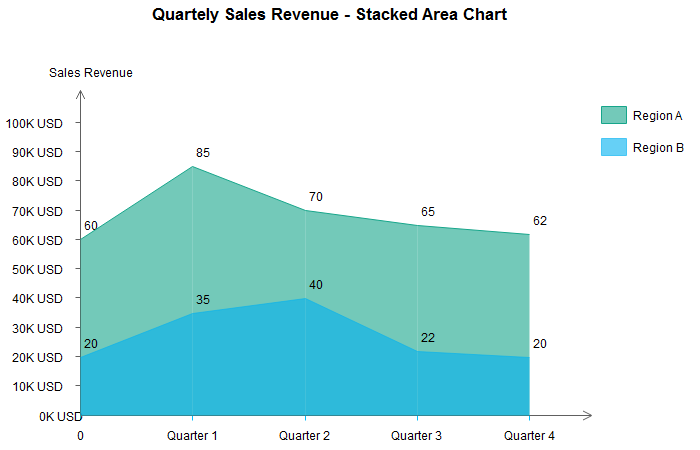 Quartely Sales Revenue - Stacked Area Chart
Sales Revenue
100K USD
90K USD
80K USD
70K USD
60K USD
50K USD
40K USD
30K USD
20K USD
10K USD
0K USD
60
85
70
65
62
20
35
40
22
20
0
Quarter 1
Quarter 2
Quarter 3
Quarter 4
Region A
Region B